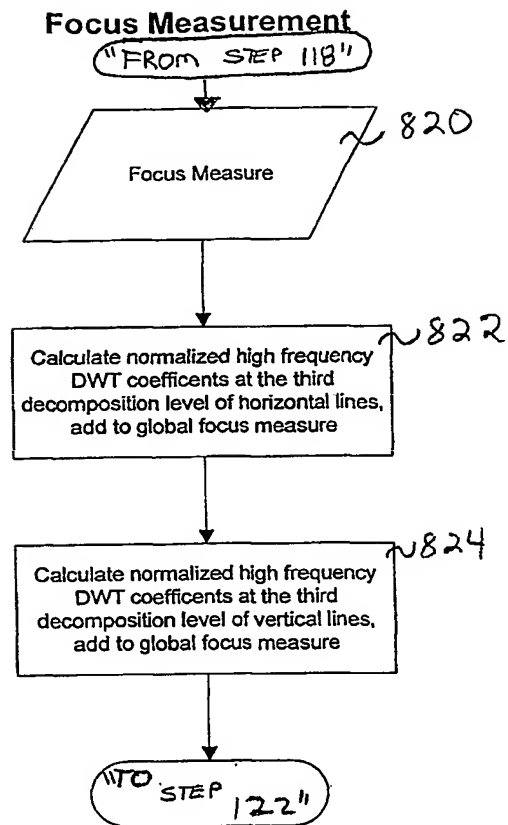 Focus Measurement
"FROM STEP 118"
820
Focus Measure
822
Calculate normalized high frequency
DWT coefficents at the third
decomposition level of horizontal lines,
add to global focus measure
824
Calculate normalized high frequency
DWT coefficents at the third
decomposition level of vertical lines,
add to global focus measure
"TO STEP 122"